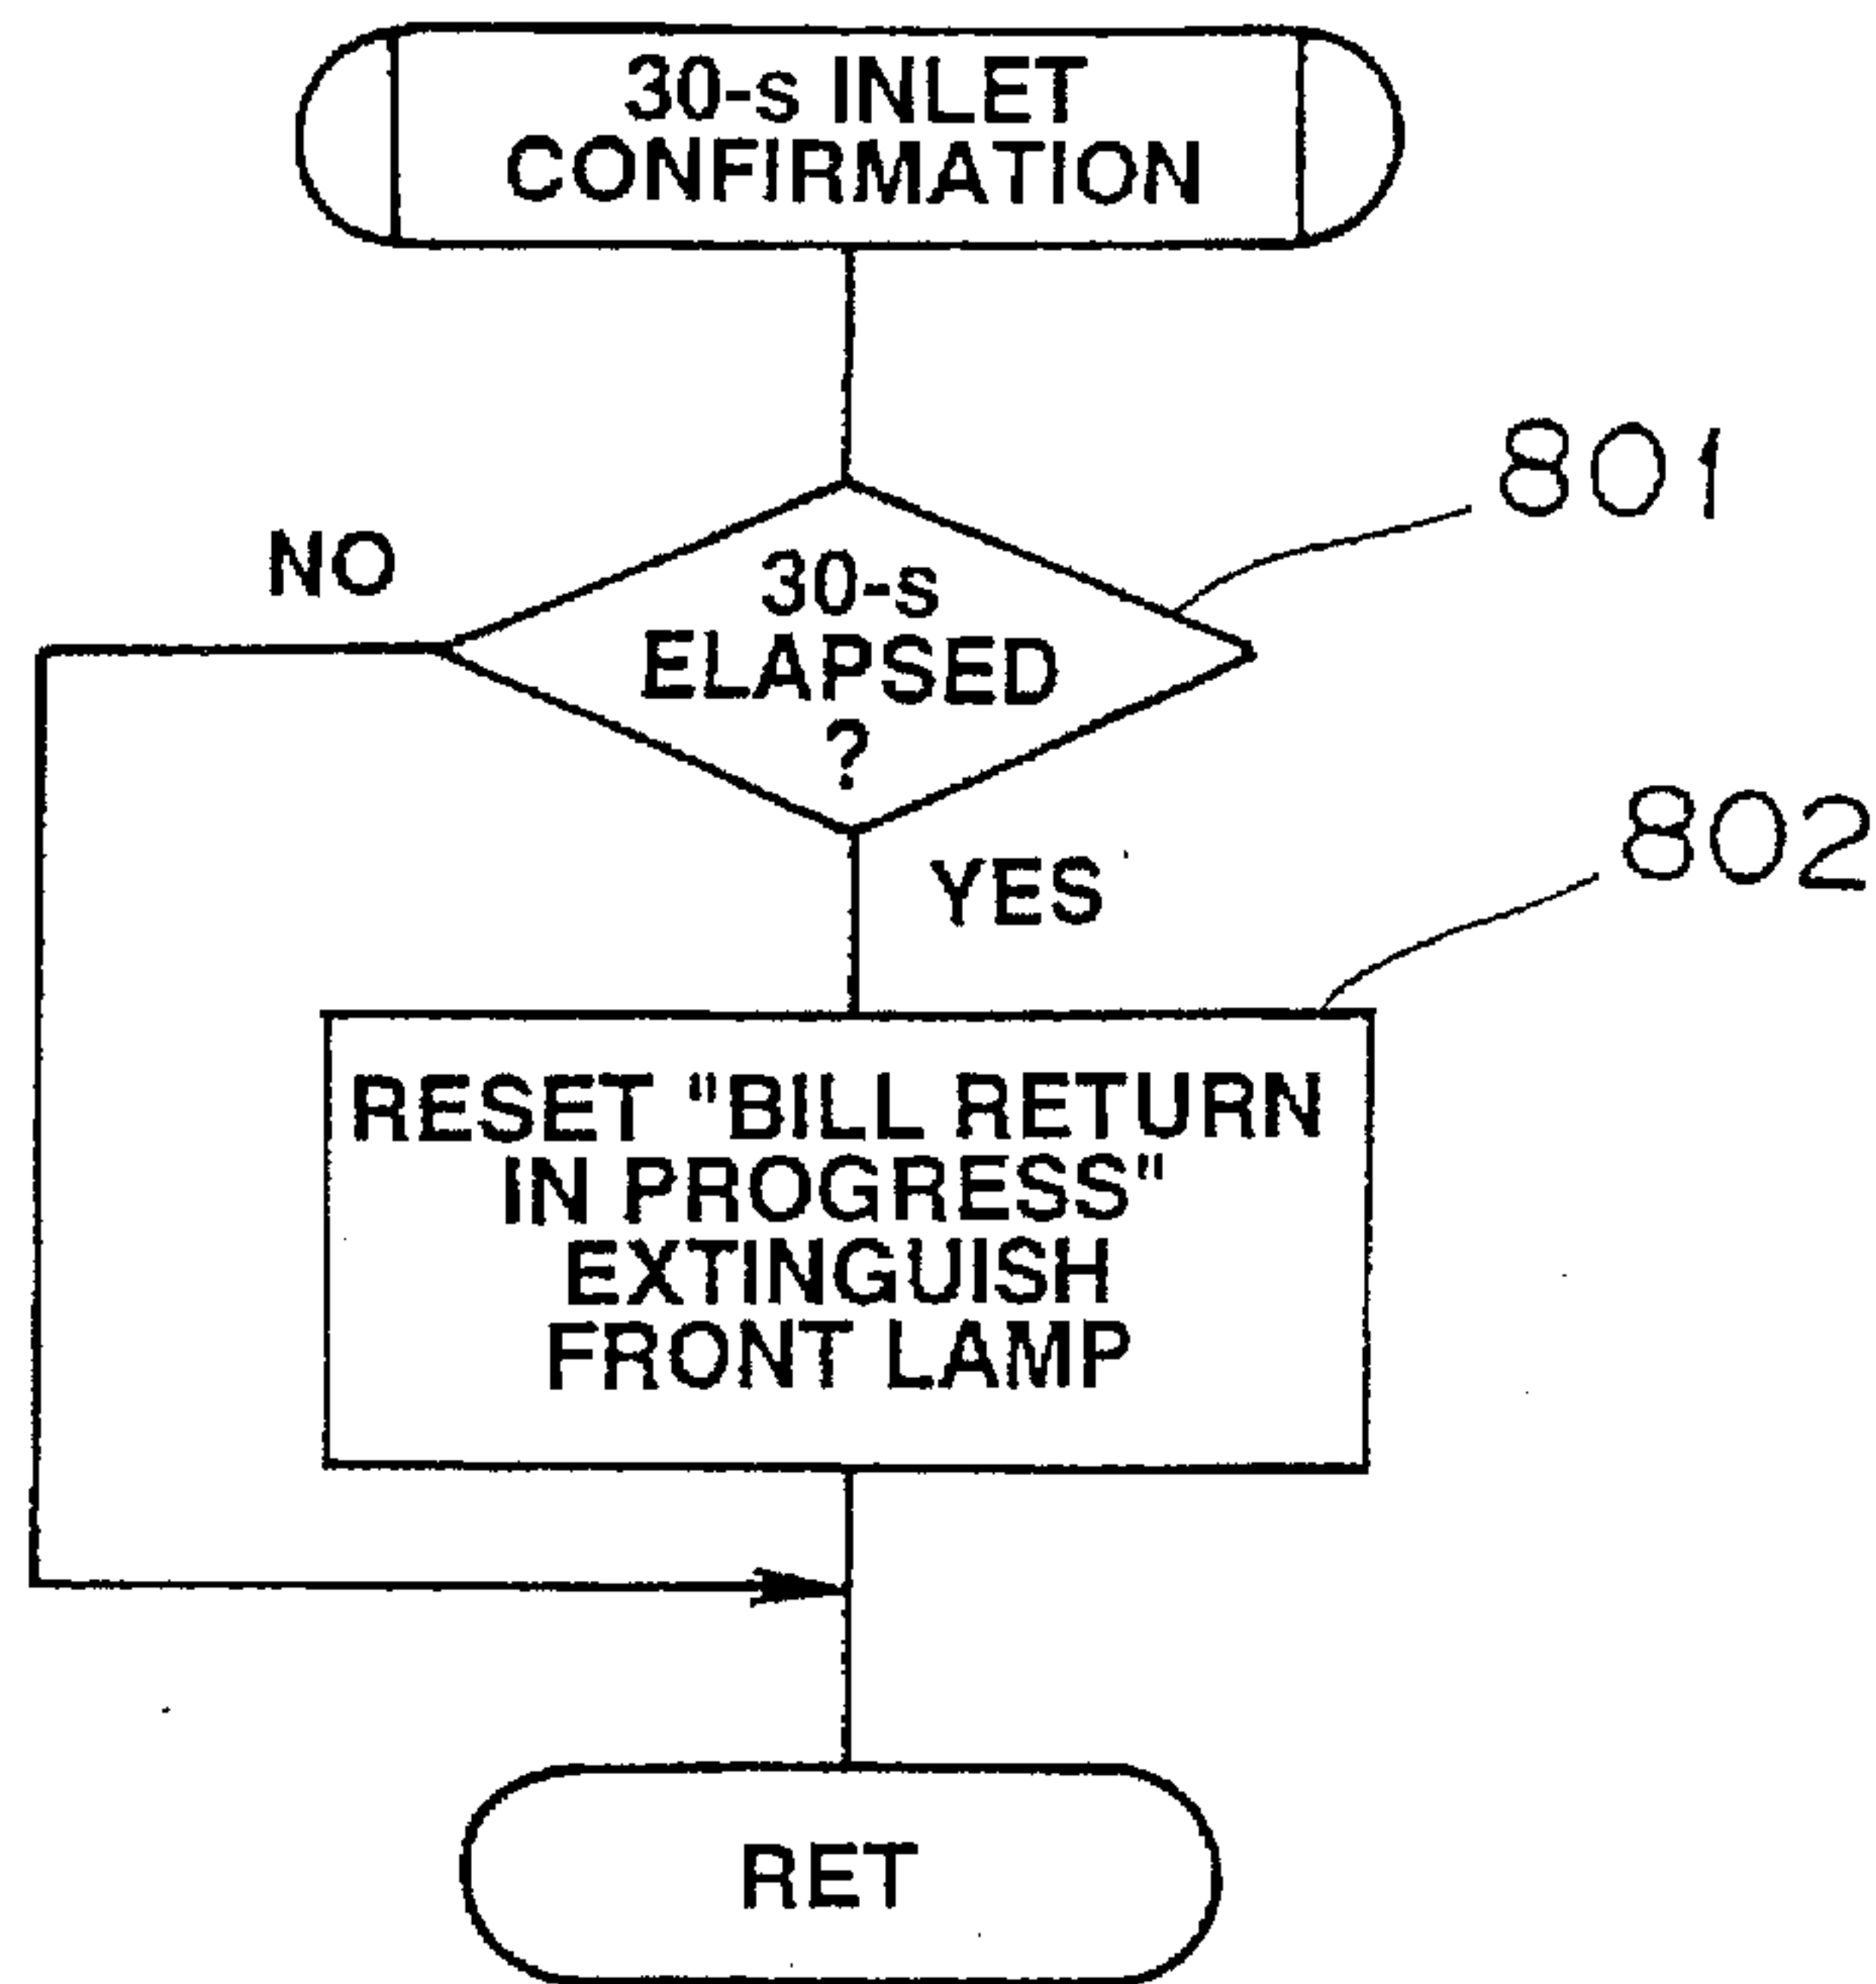 30-s INLET
CONFIRMATION
801
NO
30-s
ELAPSED
?
802
YES
RESET "BILL RETURN
IN PROGRESS"
EXTINGUISH
FRONT LAMP
RET